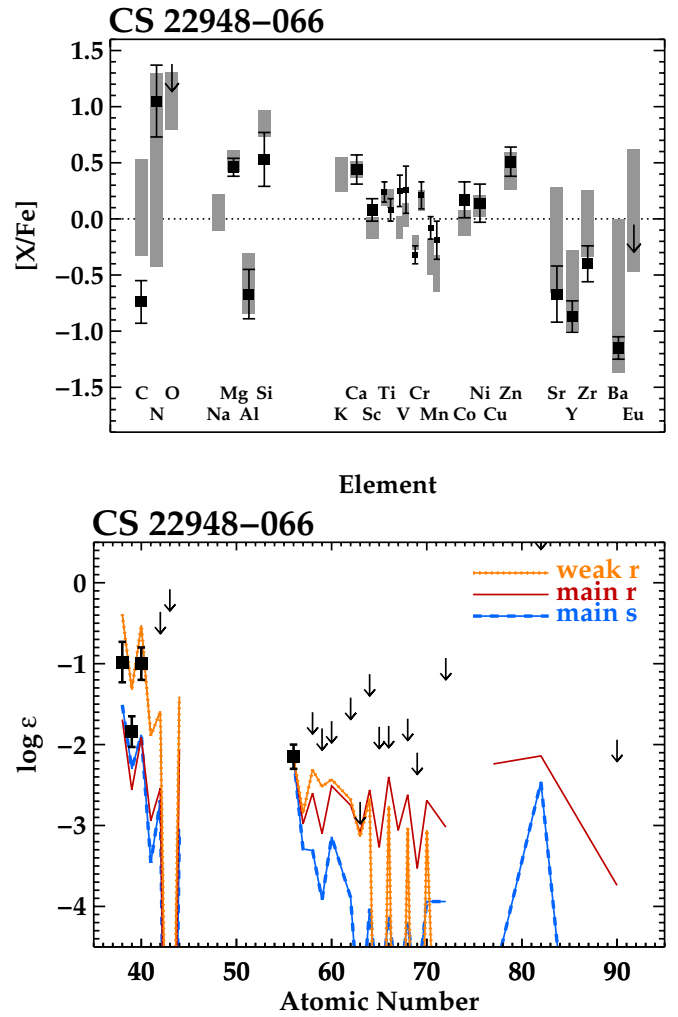 CS 22948−066
1.5
1.0
0.5
0.0
−0.5
−1.0
−1.5
[X/Fe]
C O Mg Si Ca Ti Cr Ni Zn Sr Zr Ba
N Na Al K Sc V Mn Co Cu Y Eu
Element
CS 22948−066
weak r
main r
main s
0
−1
−2
−3
−4
log ε
40 50 60 70 80 90
Atomic Number